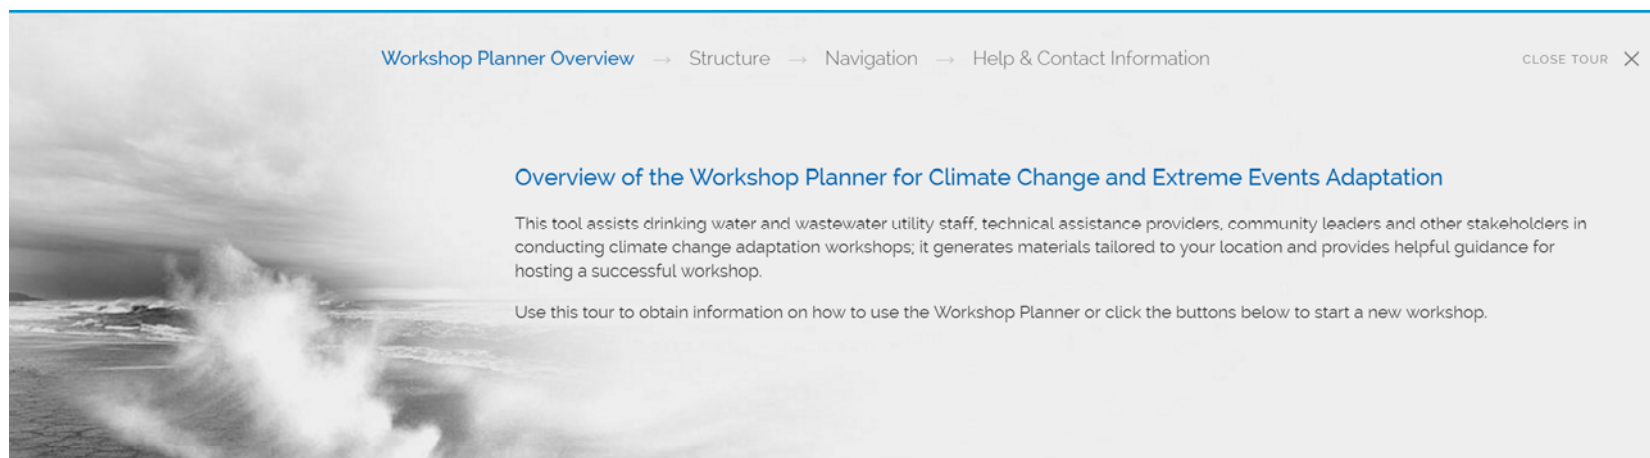 Workshop Planner Overview → Structure → Navigation → Help & Contact Information CLOSE TOUR ×
Overview of the Workshop Planner for Climate Change and Extreme Events Adaptation
This tool assists drinking water and wastewater utility staff, technical assistance providers, community leaders and other stakeholders in
conducting climate change adaptation workshops; it generates materials tailored to your location and provides helpful guidance for
hosting a successful workshop.
Use this tour to obtain information on how to use the Workshop Planner or click the buttons below to start a new workshop.